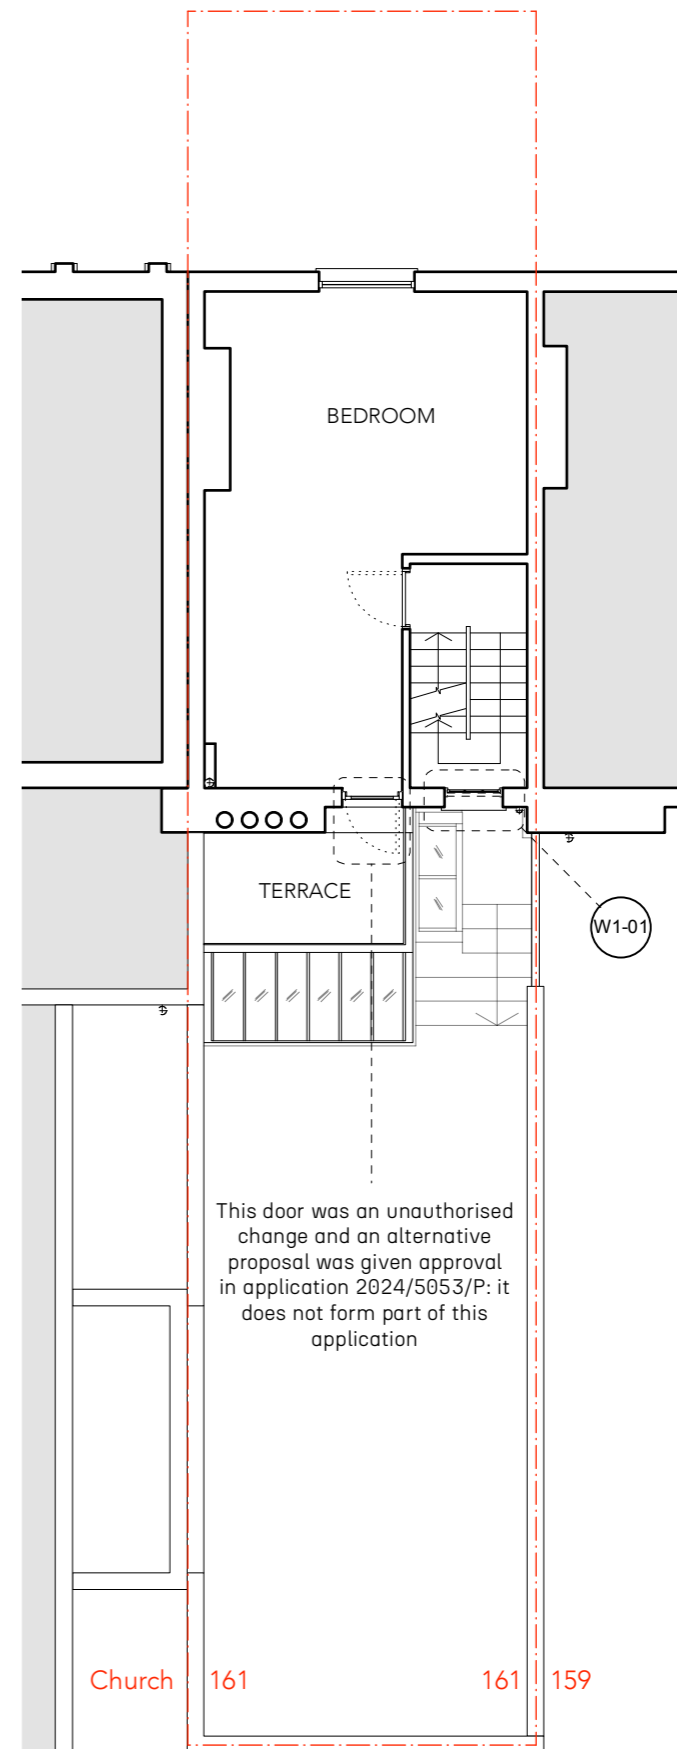 BEDROOM
TERRACE
W1-01
This door was an unauthorised
change and an alternative
proposal was given approval
in application 2024/5053/P: it
does not form part of this
application
Church 161 161 159